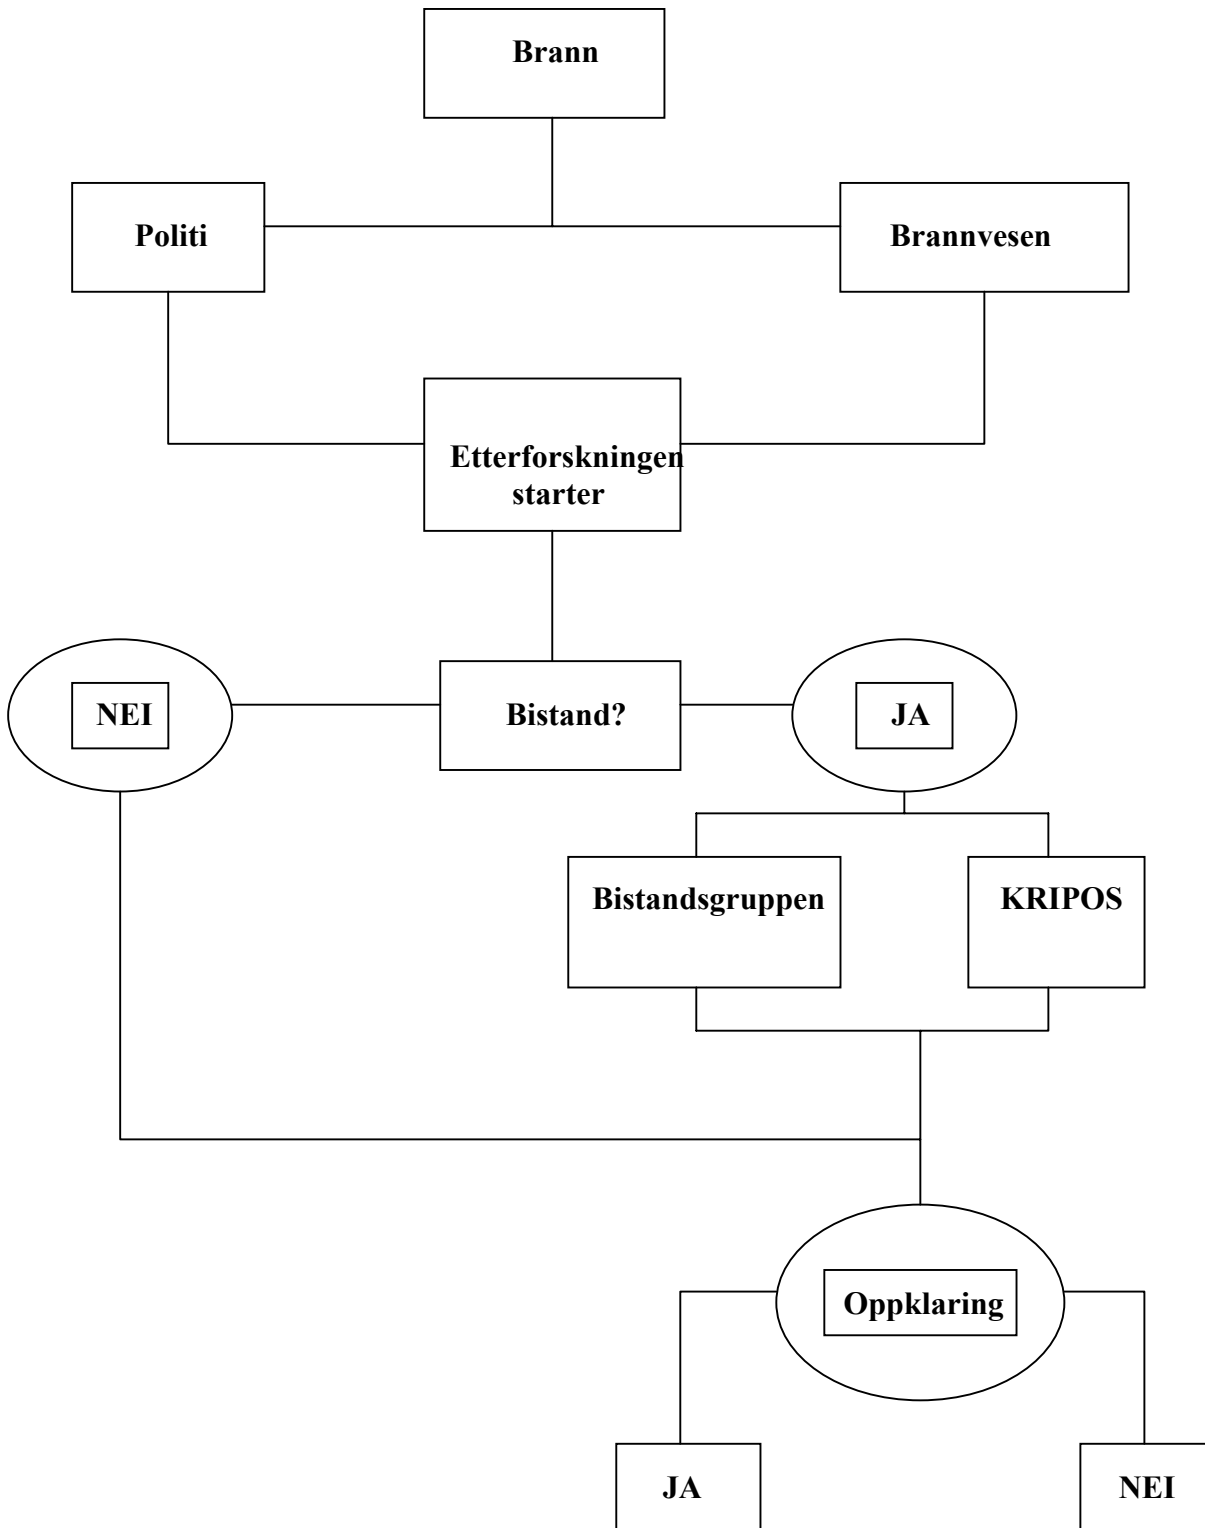 Brann
Politi
Brannvesen
Etterforskningen
starter
NEI
Bistand?
JA
Bistandsgruppen
KRIPOS
Oppklaring
JA
NEI